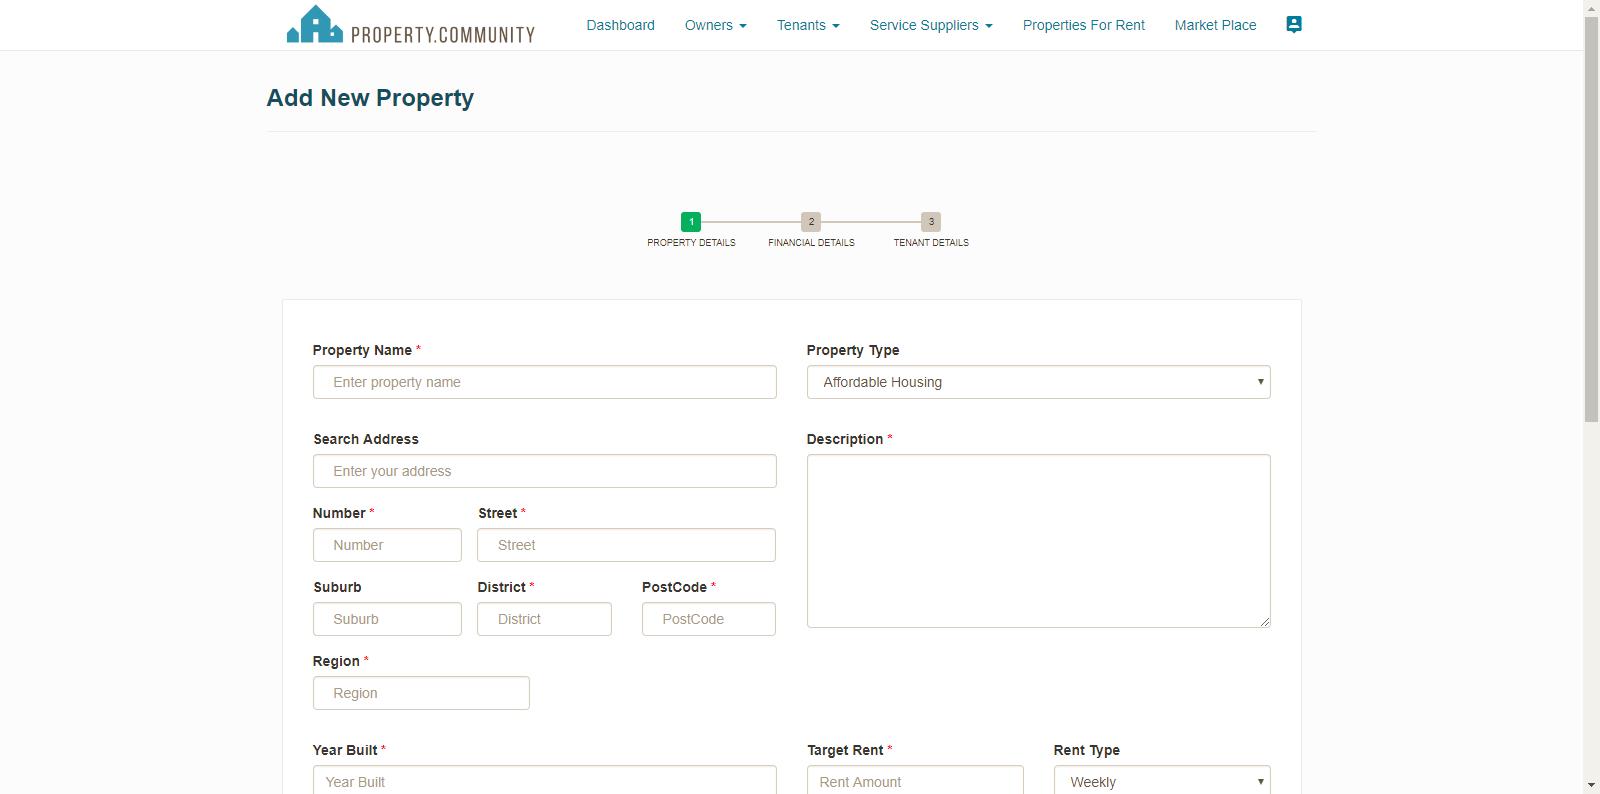 PROPERTY.COMMUNITY
Dashboard Owners Tenants Service Suppliers Properties For Rent Market Place
Add New Property
1 2 3
PROPERTY DETAILS FINANCIAL DETAILS TENANT DETAILS
Property Name * Property Type
Enter property name Affordable Housing
Search Address Description *
Enter your address
Number * Street *
Number Street
Suburb District * PostCode *
Suburb District PostCode
Region *
Region
Year Built * Target Rent * Rent Type
Year Built Rent Amount Weekly